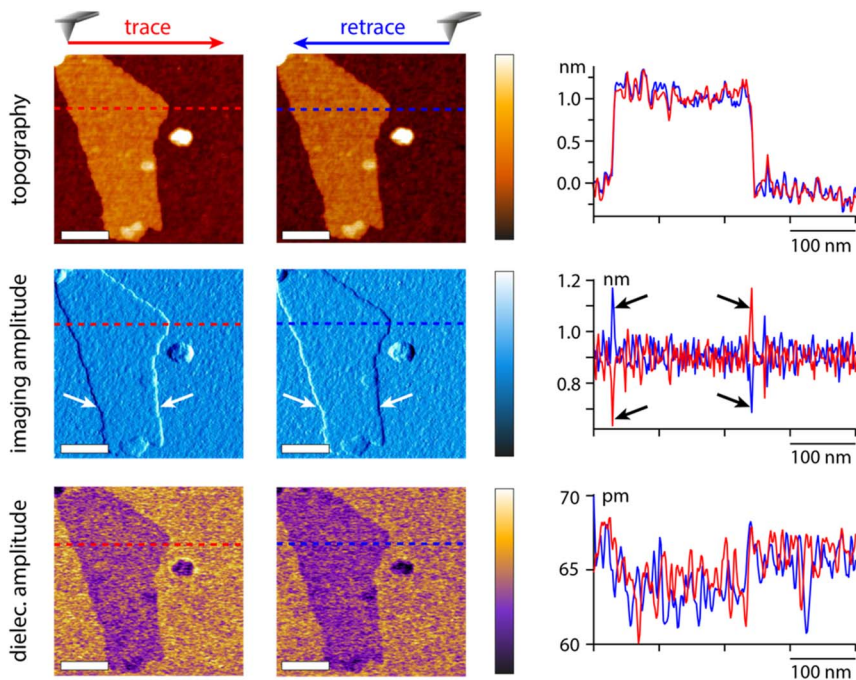 trace
retrace
topography
nm
1.0
0.5
0.0
100 nm
imaging amplitude
nm
1.2
1.0
0.8
100 nm
dielec. amplitude
pm
70
65
60
100 nm